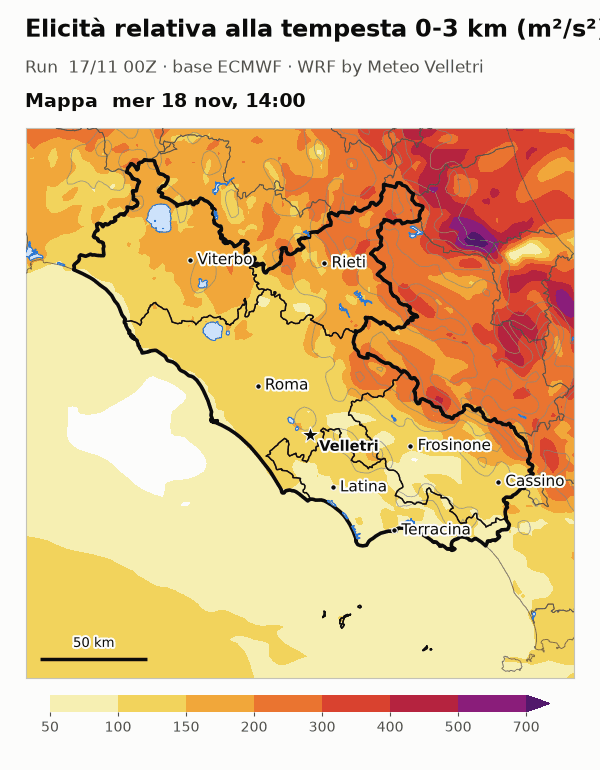 Elicità relativa alla tempesta 0-3 km (m²/s²)
Run  17/11 00Z · base ECMWF · WRF by Meteo Velletri
Mappa  mer 18 nov, 14:00
Viterbo
Rieti
Roma
Velletri
Frosinone
Cassino
Latina
Terracina
50 km
50 100 150 200 300 400 500 700